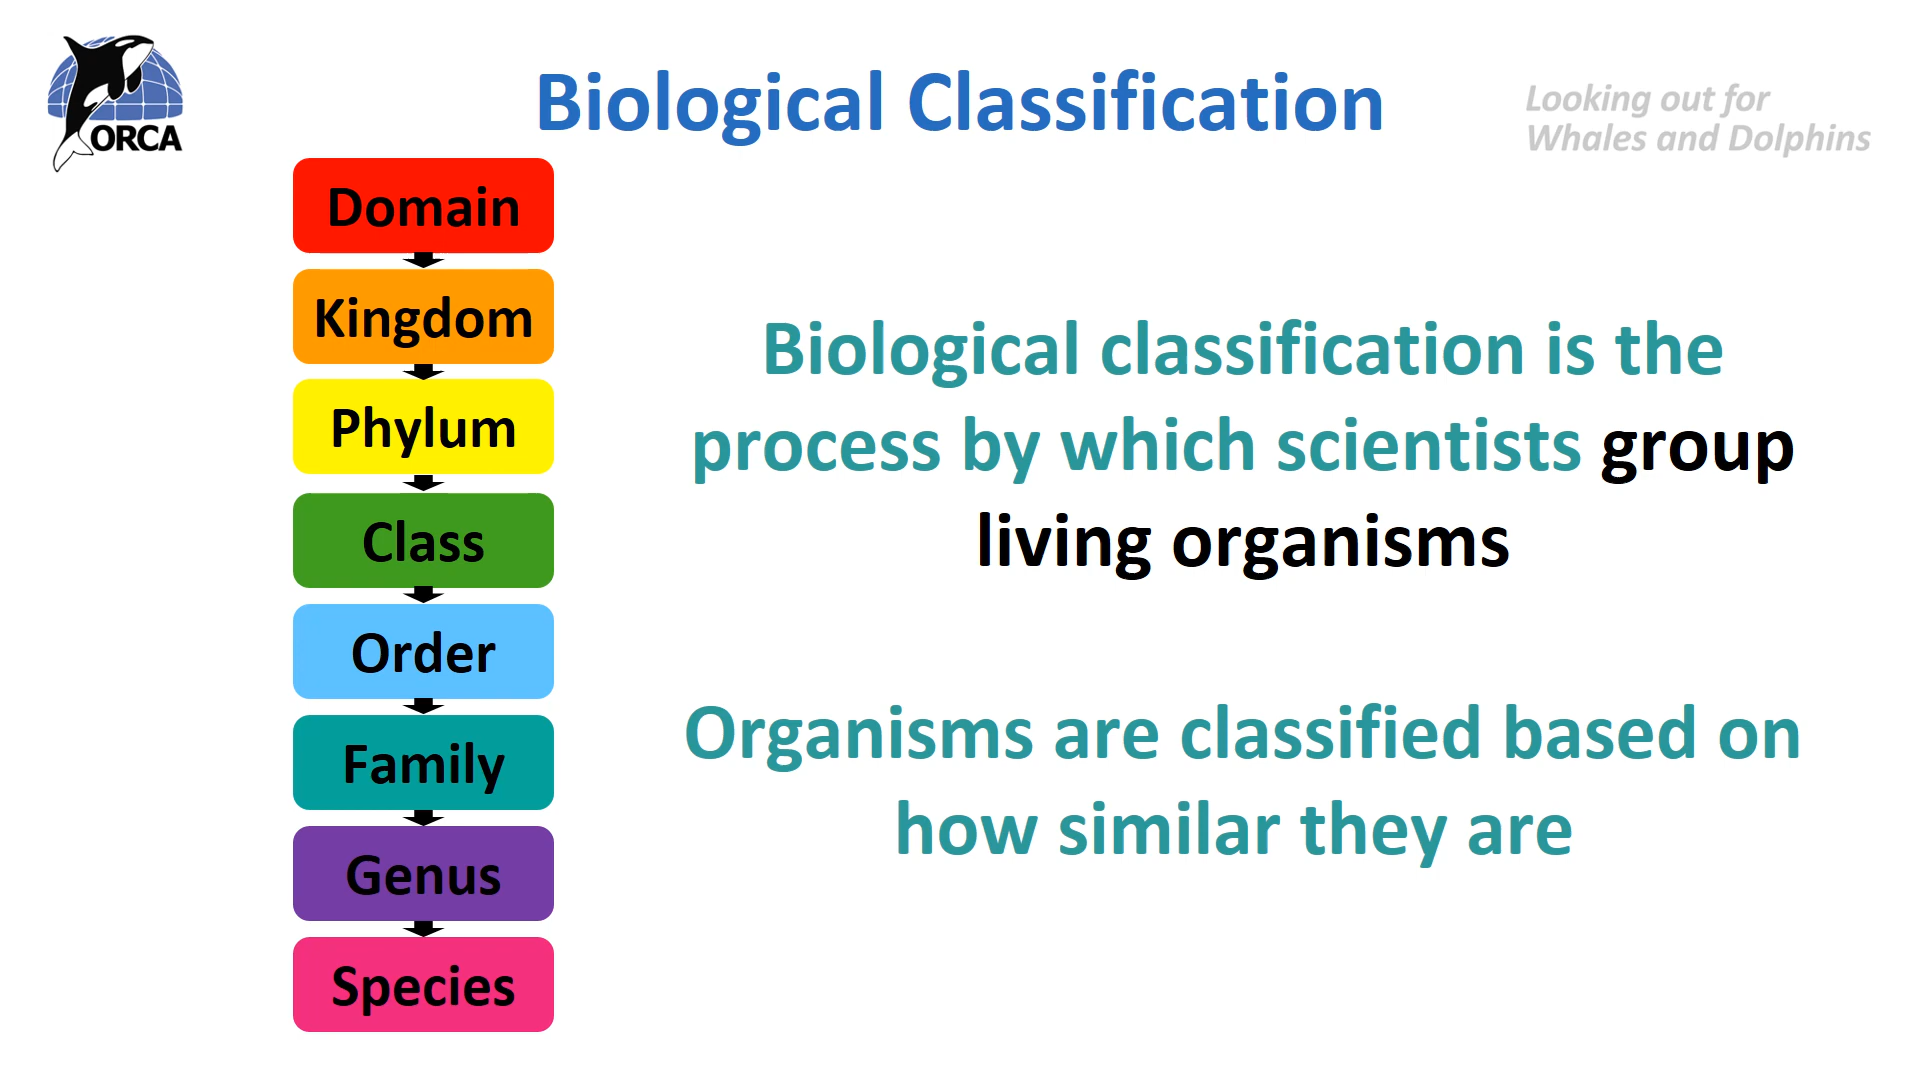 ORCA
Biological Classification
Looking out for
Whales and Dolphins
Domain
Kingdom
Phylum
Class
Order
Family
Genus
Species
Biological classification is the
process by which scientists group
living organisms
Organisms are classified based on
how similar they are